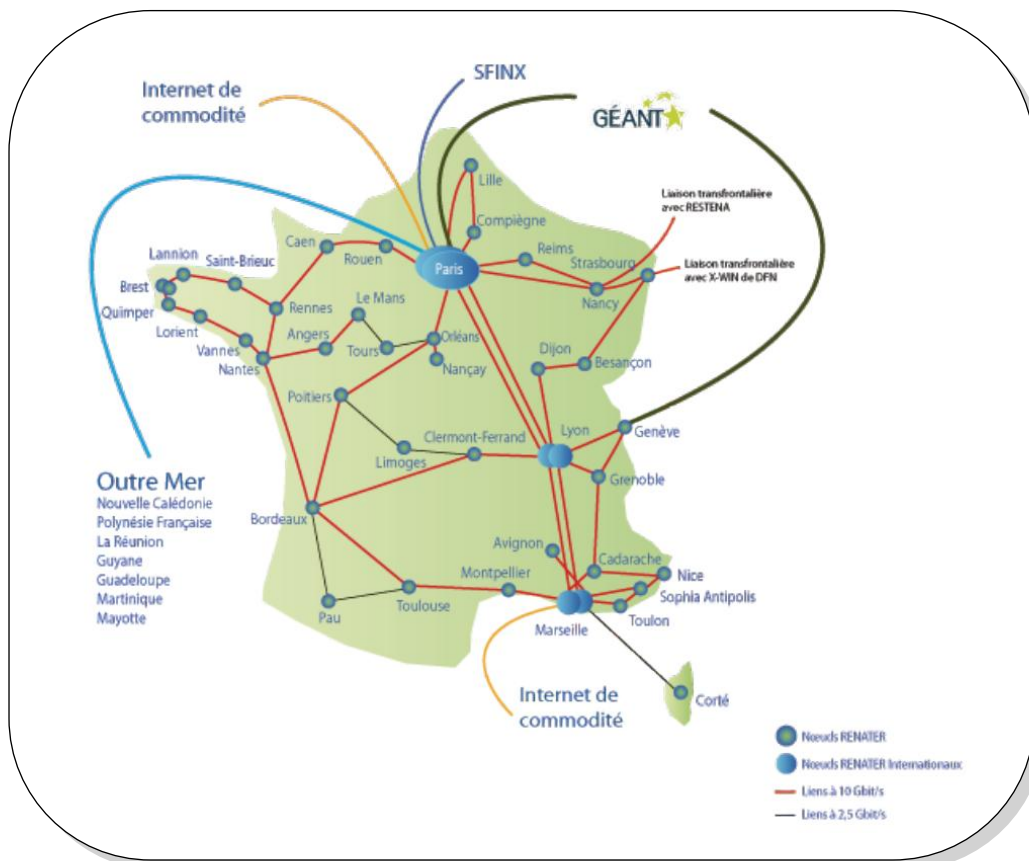 SFINX
Internet de
commodité
GÉANT
Lille
Liaison transfrontalière
avec RESTENA
Compiègne
Caen
Reims
Lannion
Rouen
Paris
Strasbourg
Liaison transfrontalière
avec X-WIN de DFN
Saint-Brieuc
Brest
Le Mans
Nancy
Quimper
Rennes
Lorient
Angers
Orléans
Vannes
Tours
Dijon
Besançon
Nantes
Nançay
Poitiers
Lyon
Genève
Clermont-Ferrand
Limoges
Grenoble
Outre Mer
Nouvelle Calédonie
Polynésie Française
La Réunion
Guyane
Guadeloupe
Martinique
Mayotte
Bordeaux
Avignon
Cadarache
Montpellier
Nice
Sophia Antipolis
Toulouse
Pau
Toulon
Marseille
Internet de
commodité
Corté
Nœuds RENATER
Nœuds RENATER Internationaux
Liens à 10 Gbit/s
Liens à 2,5 Gbit/s